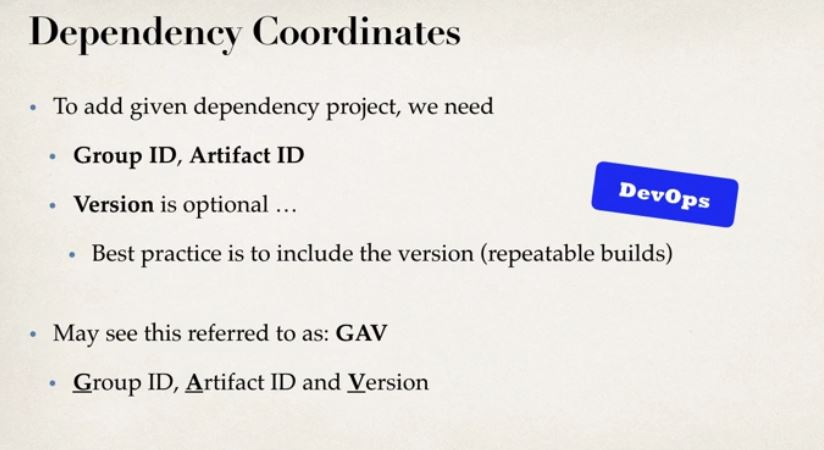 Dependency Coordinates
• To add given dependency project, we need
• Group ID, Artifact ID
• Version is optional …
DevOps
• Best practice is to include the version (repeatable builds)
• May see this referred to as: GAV
• Group ID, Artifact ID and Version